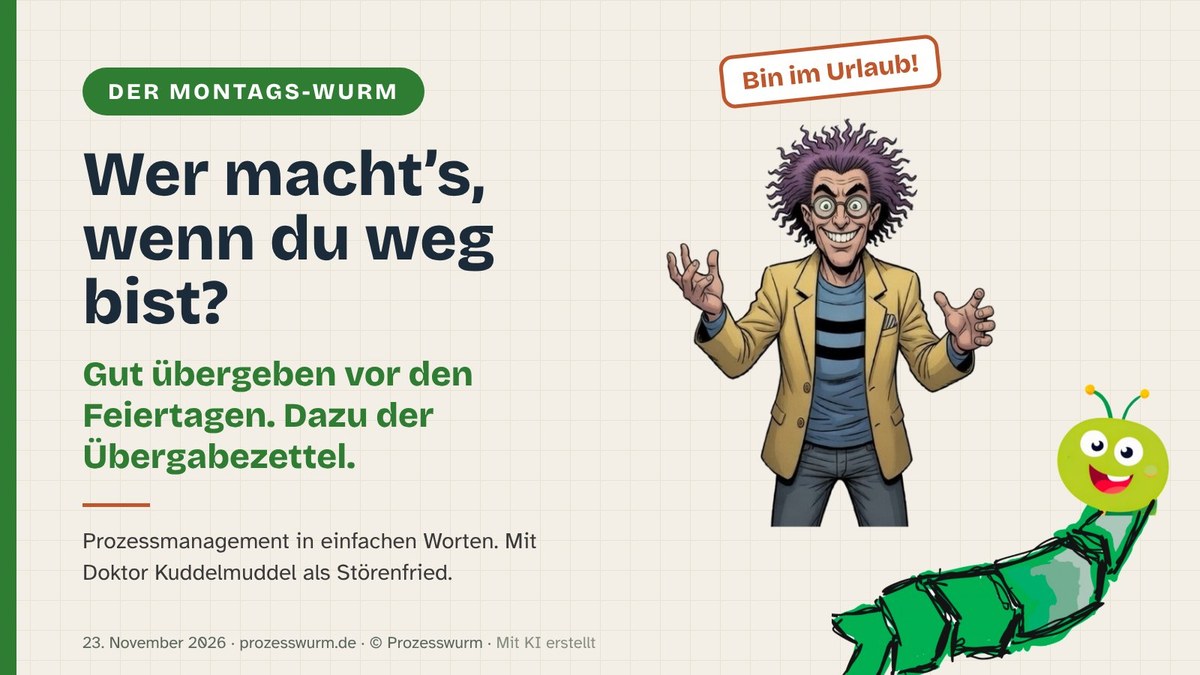 DER MONTAGS-WURM
Bin im Urlaub!
Wer macht’s,
wenn du weg
bist?
Gut übergeben vor den
Feiertagen. Dazu der
Übergabezettel.
Prozessmanagement in einfachen Worten. Mit
Doktor Kuddelmuddel als Störenfried.
23. November 2026 · prozesswurm.de · © Prozesswurm · Mit KI erstellt